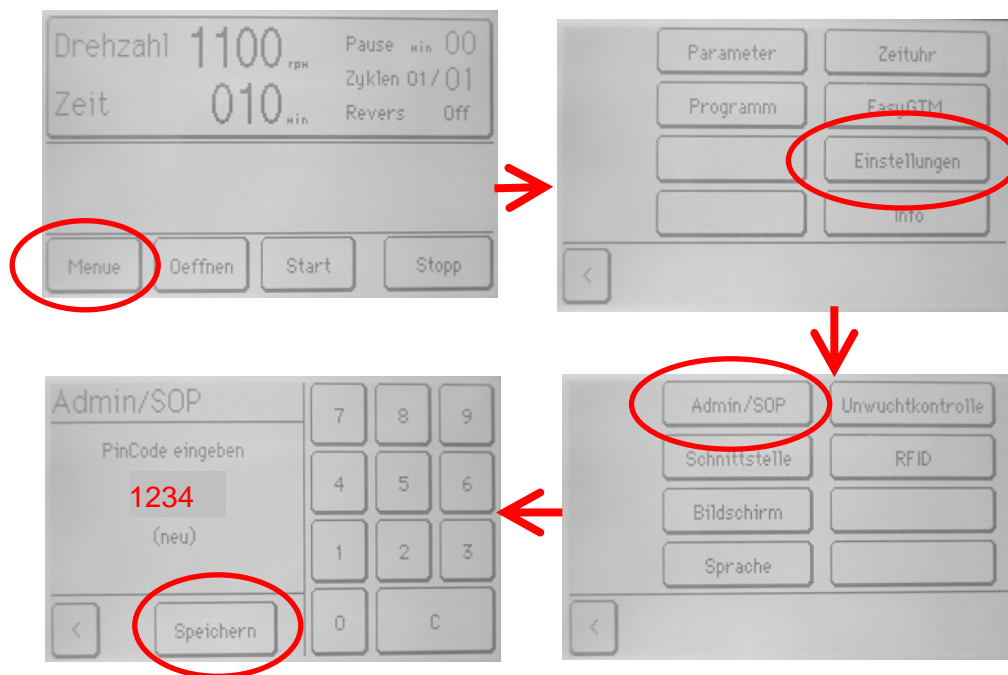 Drehzahl 1100 rpm
Pause min 00
Zyklen 01/01
Zeit 010 min
Revers Off
Menue
Oeffnen
Start
Stopp
Parameter
Zeituhr
Programm
EasyGTM
Einstellungen
Info
<
Admin/SOP
Unwuchtkontrolle
Schnittstelle
RFID
Bildschirm
Sprache
<
Admin/SOP
PinCode eingeben
1234
(neu)
<
Speichern
7 8 9
4 5 6
1 2 3
0 C